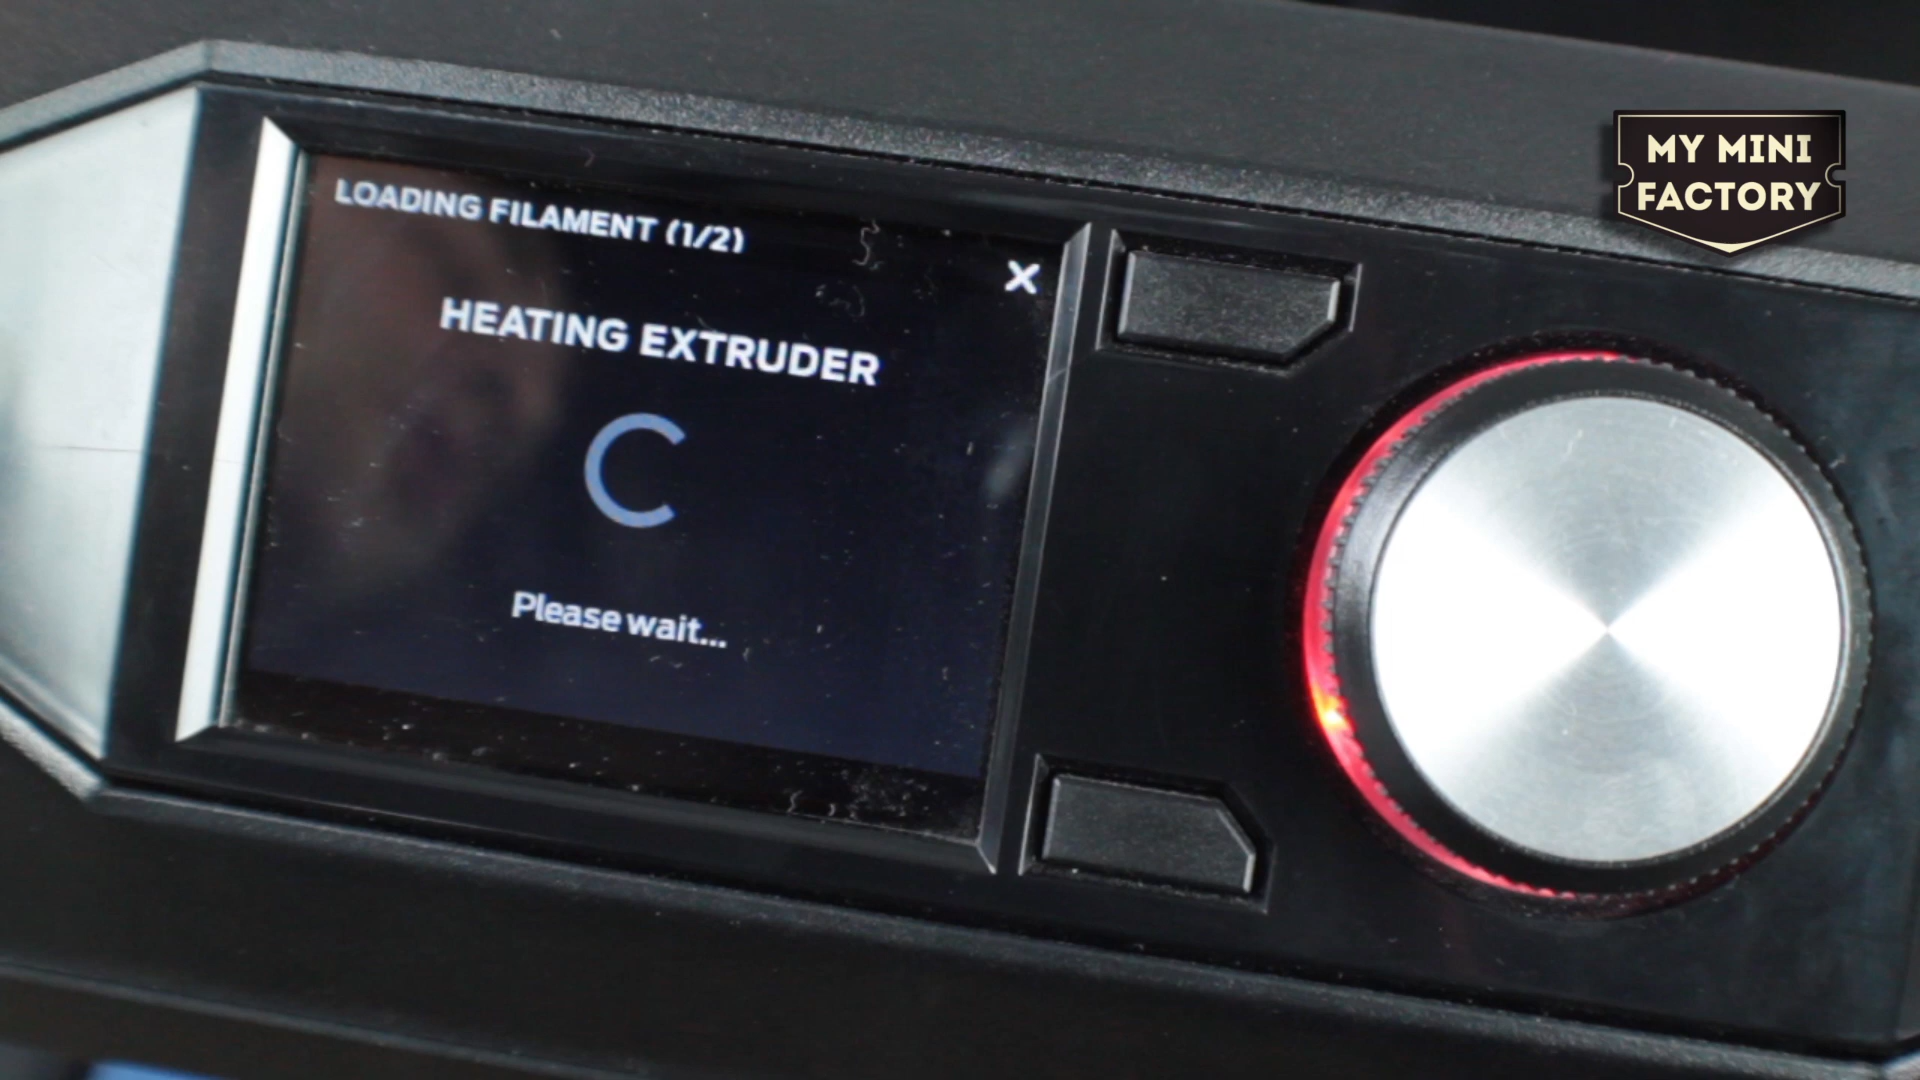 LOADING FILAMENT (1/2)
X
HEATING EXTRUDER
Please wait...
MY MINI
FACTORY